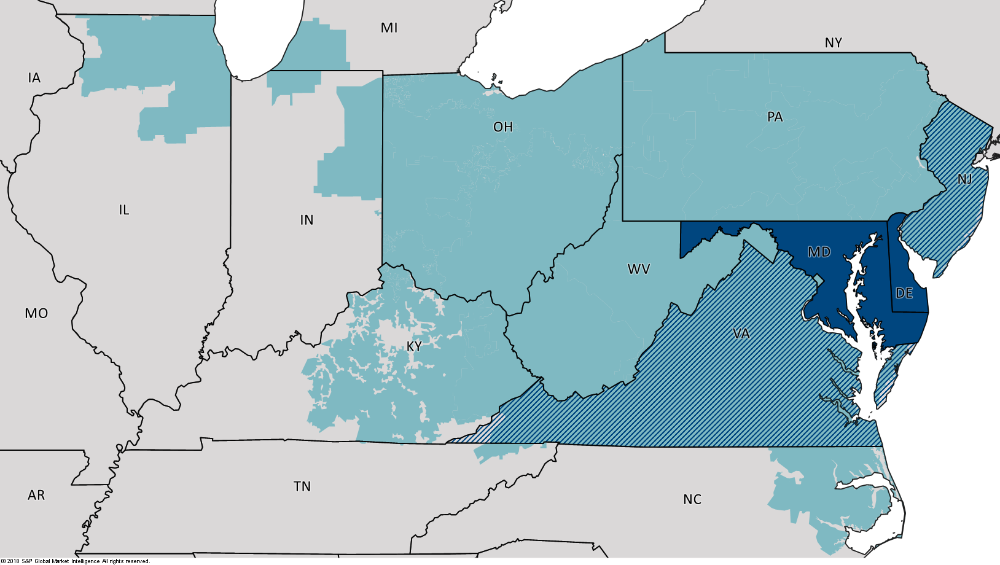 MI
NY
IA
PA
OH
NJ
IL
IN
MD
WV
DE
MO
VA
KY
TN
AR
NC
© 2018 S&P Global Market Intelligence All rights reserved.